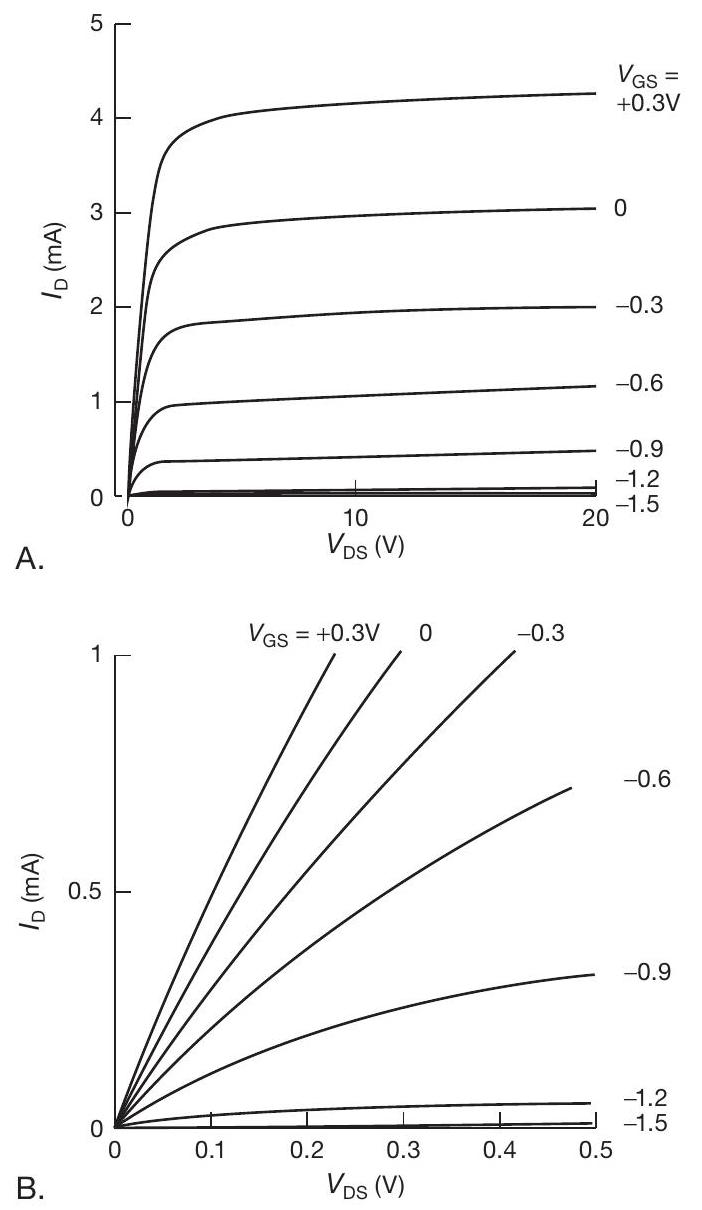 5
V_GS =
+0.3V
4
3
0
I_D (mA)
2
–0.3
–0.6
1
–0.9
–1.2
0
–1.5
0 10 20
V_DS (V)
A.
V_GS = +0.3V 0 –0.3
1
–0.6
I_D (mA)
0.5
–0.9
–1.2
0
–1.5
0 0.1 0.2 0.3 0.4 0.5
V_DS (V)
B.